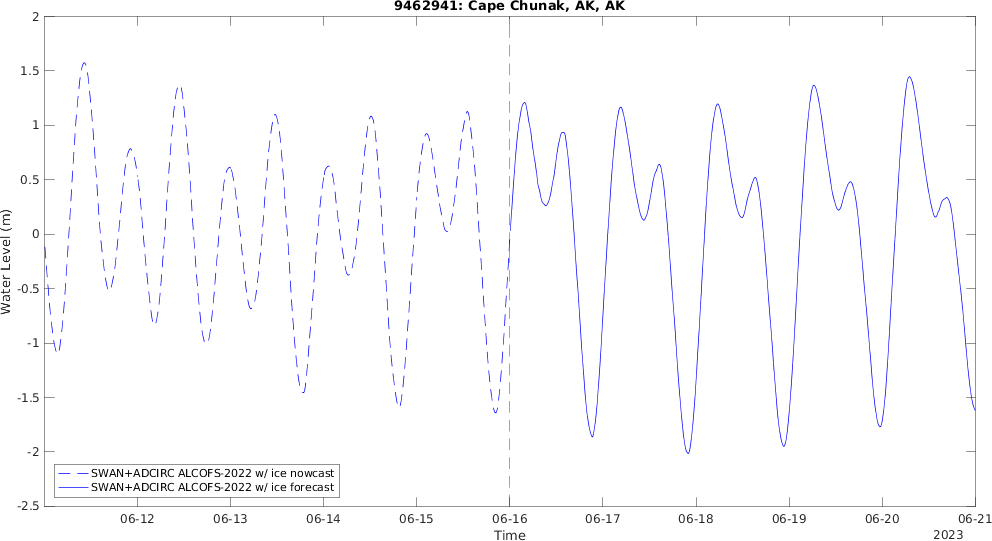 9462941: Cape Chunak, AK, AK
2
1.5
1
0.5
0
-0.5
-1
-1.5
-2
-2.5
Water Level (m)
SWAN+ADCIRC ALCOFS-2022 w/ ice nowcast
SWAN+ADCIRC ALCOFS-2022 w/ ice forecast
06-12 06-13 06-14 06-15 06-16 06-17 06-18 06-19 06-20 06-21
Time
2023